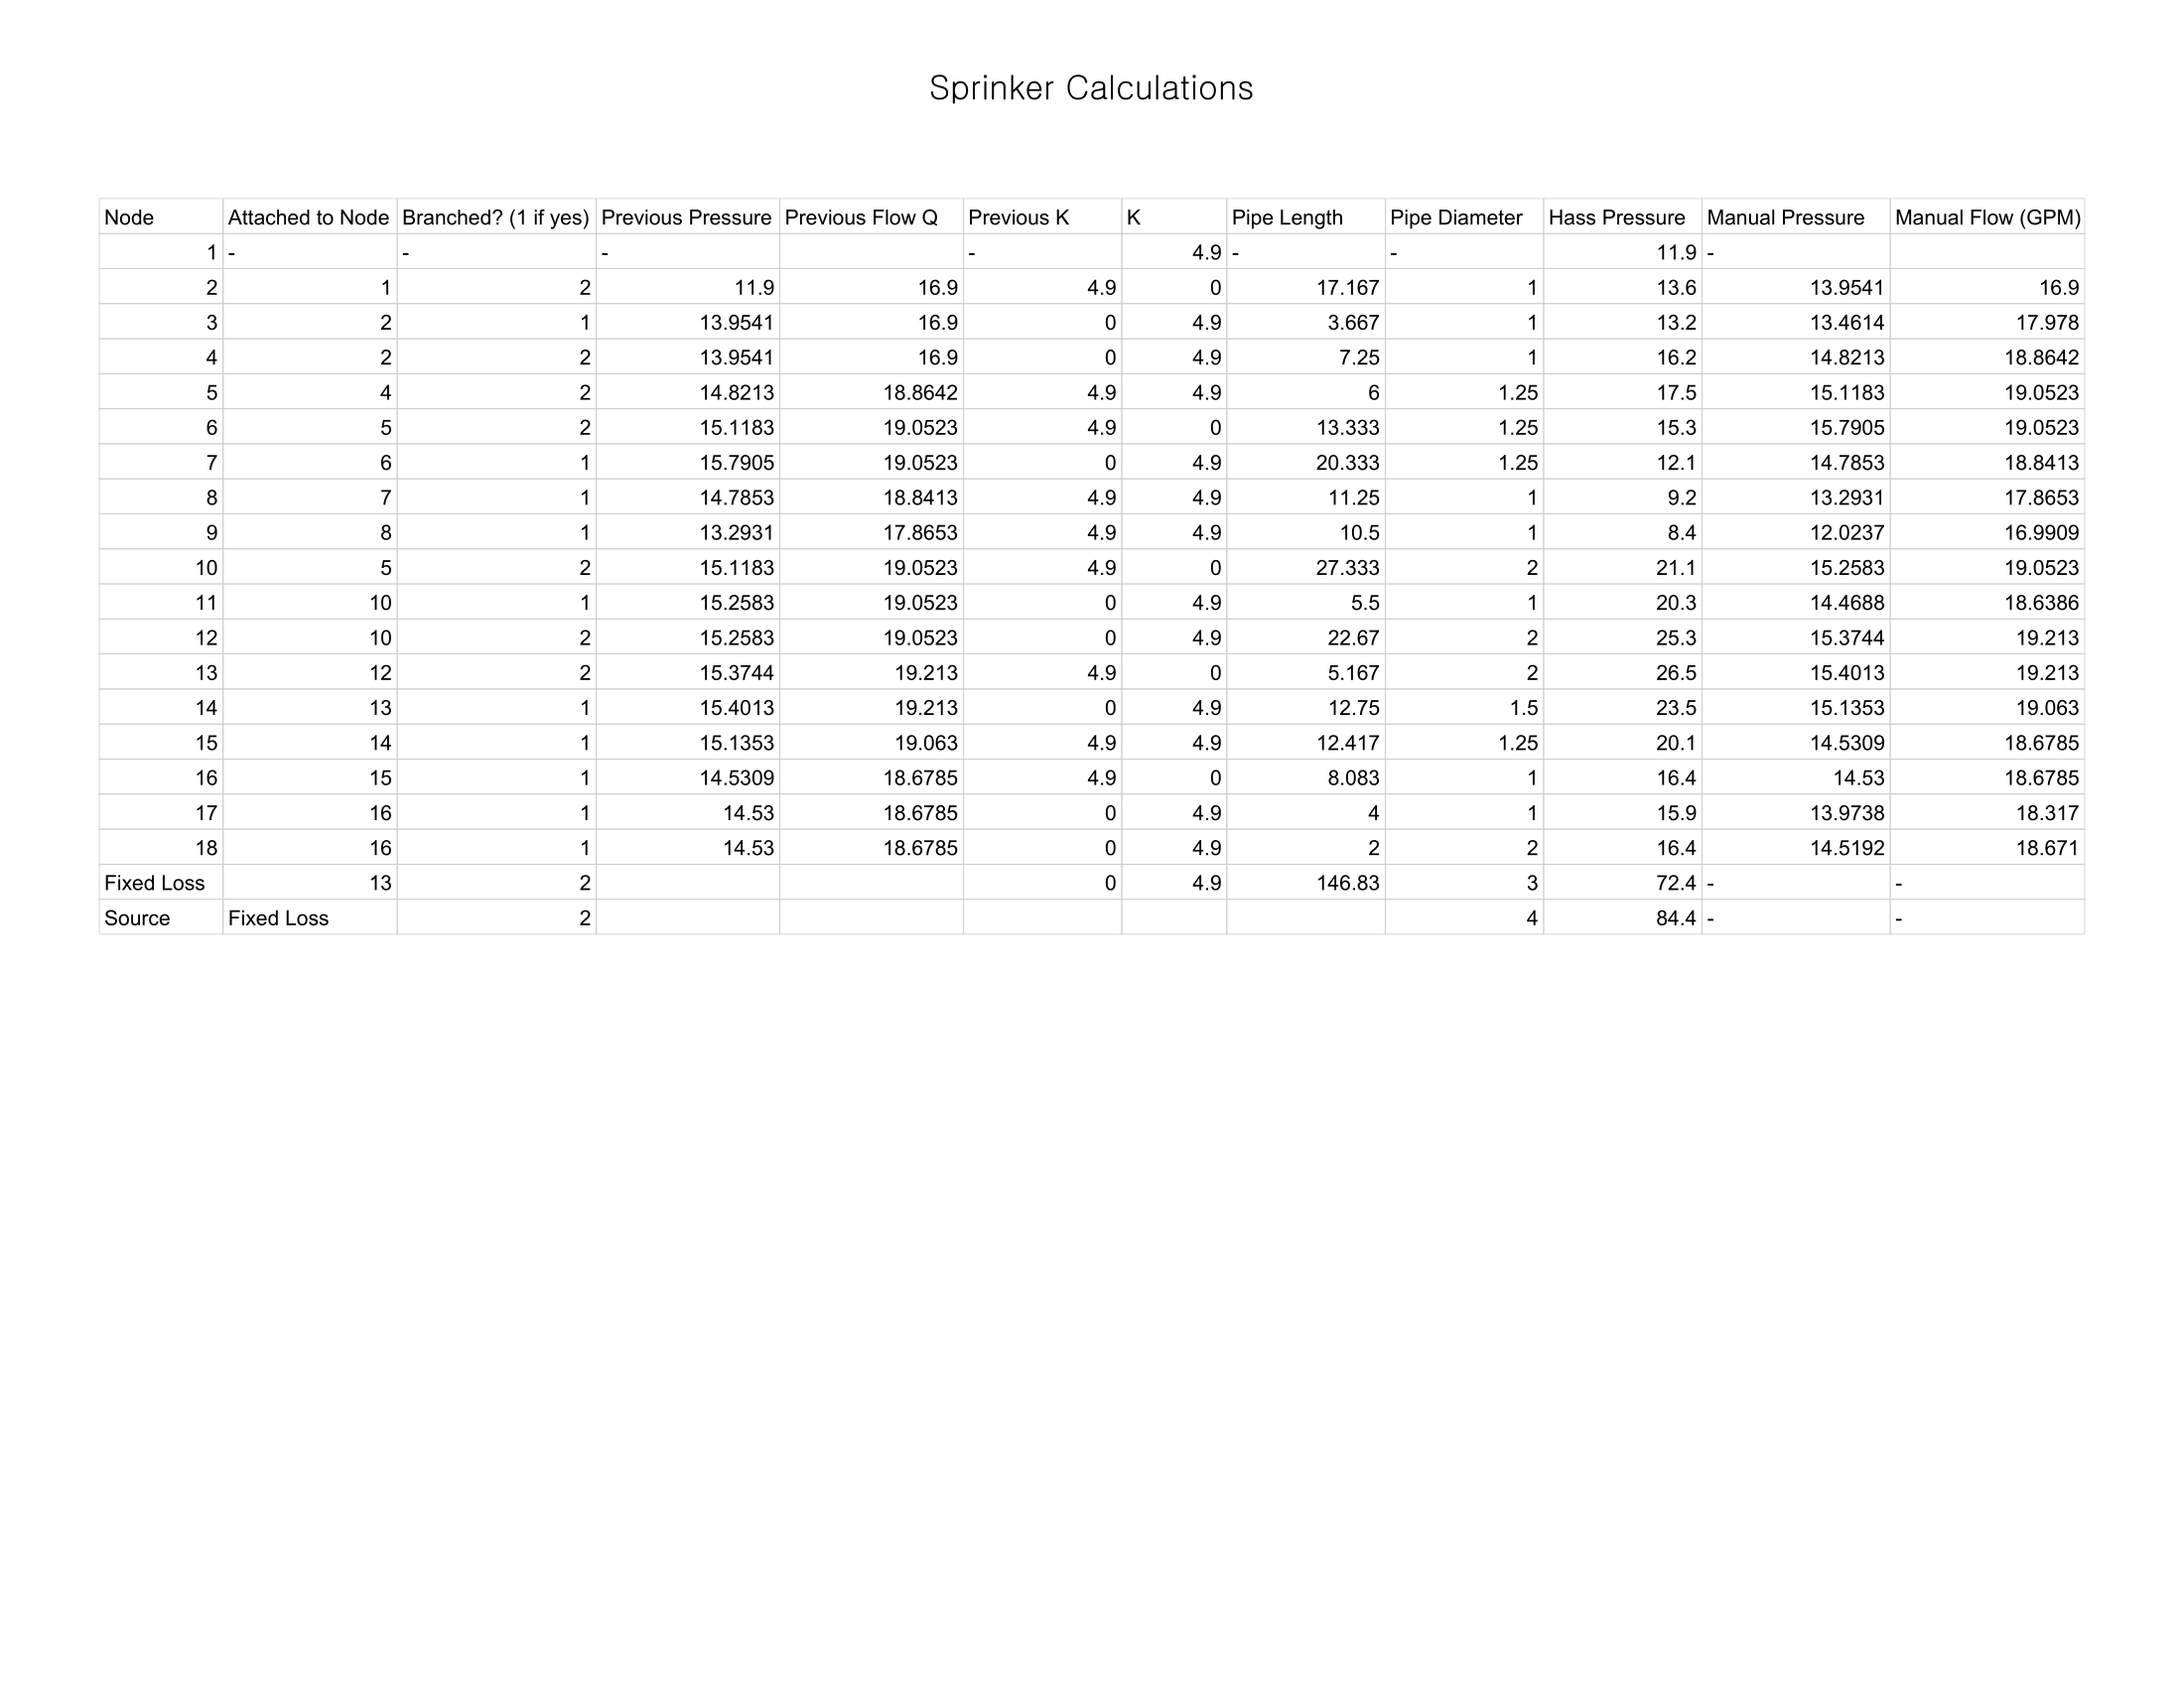 Sprinker Calculations
Node Attached to Node Branched? (1 if yes) Previous Pressure Previous Flow Q Previous K K Pipe Length Pipe Diameter Hass Pressure Manual Pressure Manual Flow (GPM)
1 - - - - 4.9 - - 11.9 -
2 1 2 11.9 16.9 4.9 0 17.167 1 13.6 13.9541 16.9
3 2 1 13.9541 16.9 0 4.9 3.667 1 13.2 13.4614 17.978
4 2 2 13.9541 16.9 0 4.9 7.25 1 16.2 14.8213 18.8642
5 4 2 14.8213 18.8642 4.9 4.9 6 1.25 17.5 15.1183 19.0523
6 5 2 15.1183 19.0523 4.9 0 13.333 1.25 15.3 15.7905 19.0523
7 6 1 15.7905 19.0523 0 4.9 20.333 1.25 12.1 14.7853 18.8413
8 7 1 14.7853 18.8413 4.9 4.9 11.25 1 9.2 13.2931 17.8653
9 8 1 13.2931 17.8653 4.9 4.9 10.5 1 8.4 12.0237 16.9909
10 5 2 15.1183 19.0523 4.9 0 27.333 2 21.1 15.2583 19.0523
11 10 1 15.2583 19.0523 0 4.9 5.5 1 20.3 14.4688 18.6386
12 10 2 15.2583 19.0523 0 4.9 22.67 2 25.3 15.3744 19.213
13 12 2 15.3744 19.213 4.9 0 5.167 2 26.5 15.4013 19.213
14 13 1 15.4013 19.213 0 4.9 12.75 1.5 23.5 15.1353 19.063
15 14 1 15.1353 19.063 4.9 4.9 12.417 1.25 20.1 14.5309 18.6785
16 15 1 14.5309 18.6785 4.9 0 8.083 1 16.4 14.53 18.6785
17 16 1 14.53 18.6785 0 4.9 4 1 15.9 13.9738 18.317
18 16 1 14.53 18.6785 0 4.9 2 2 16.4 14.5192 18.671
Fixed Loss 13 2 0 4.9 146.83 3 72.4 - -
Source Fixed Loss 2 4 84.4 - -